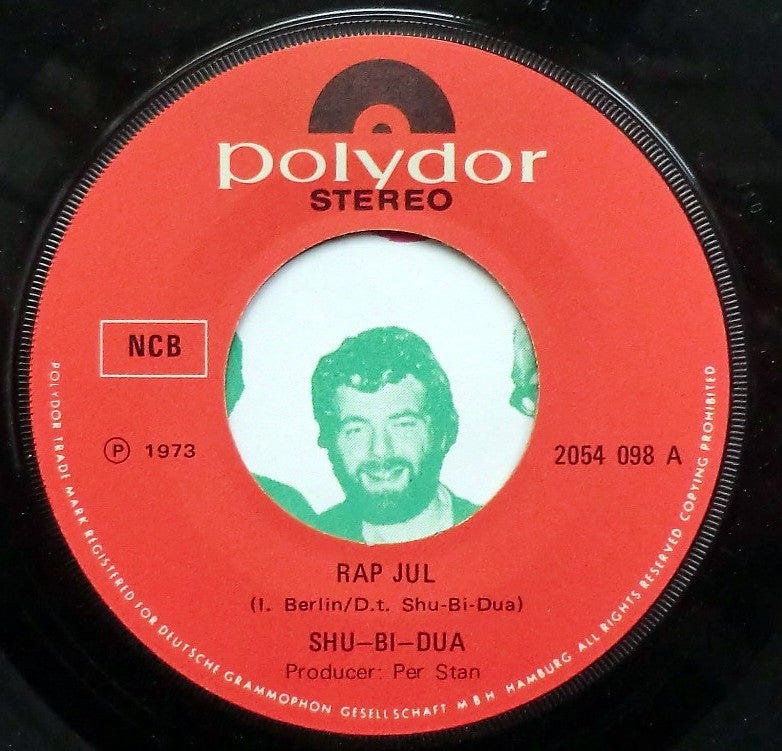 polydor
STEREO
NCB
Ⓟ 1973
2054 098 A
RAP JUL
(I. Berlin/D.t. Shu-Bi-Dua)
SHU-BI-DUA
Producer: Per Stan
POLYDOR TRADE MARK REGISTERED FOR DEUTSCHE GRAMMOPHON GESELLSCHAFT MBH HAMBURG ALL RIGHTS RESERVED COPYING PROHIBITED